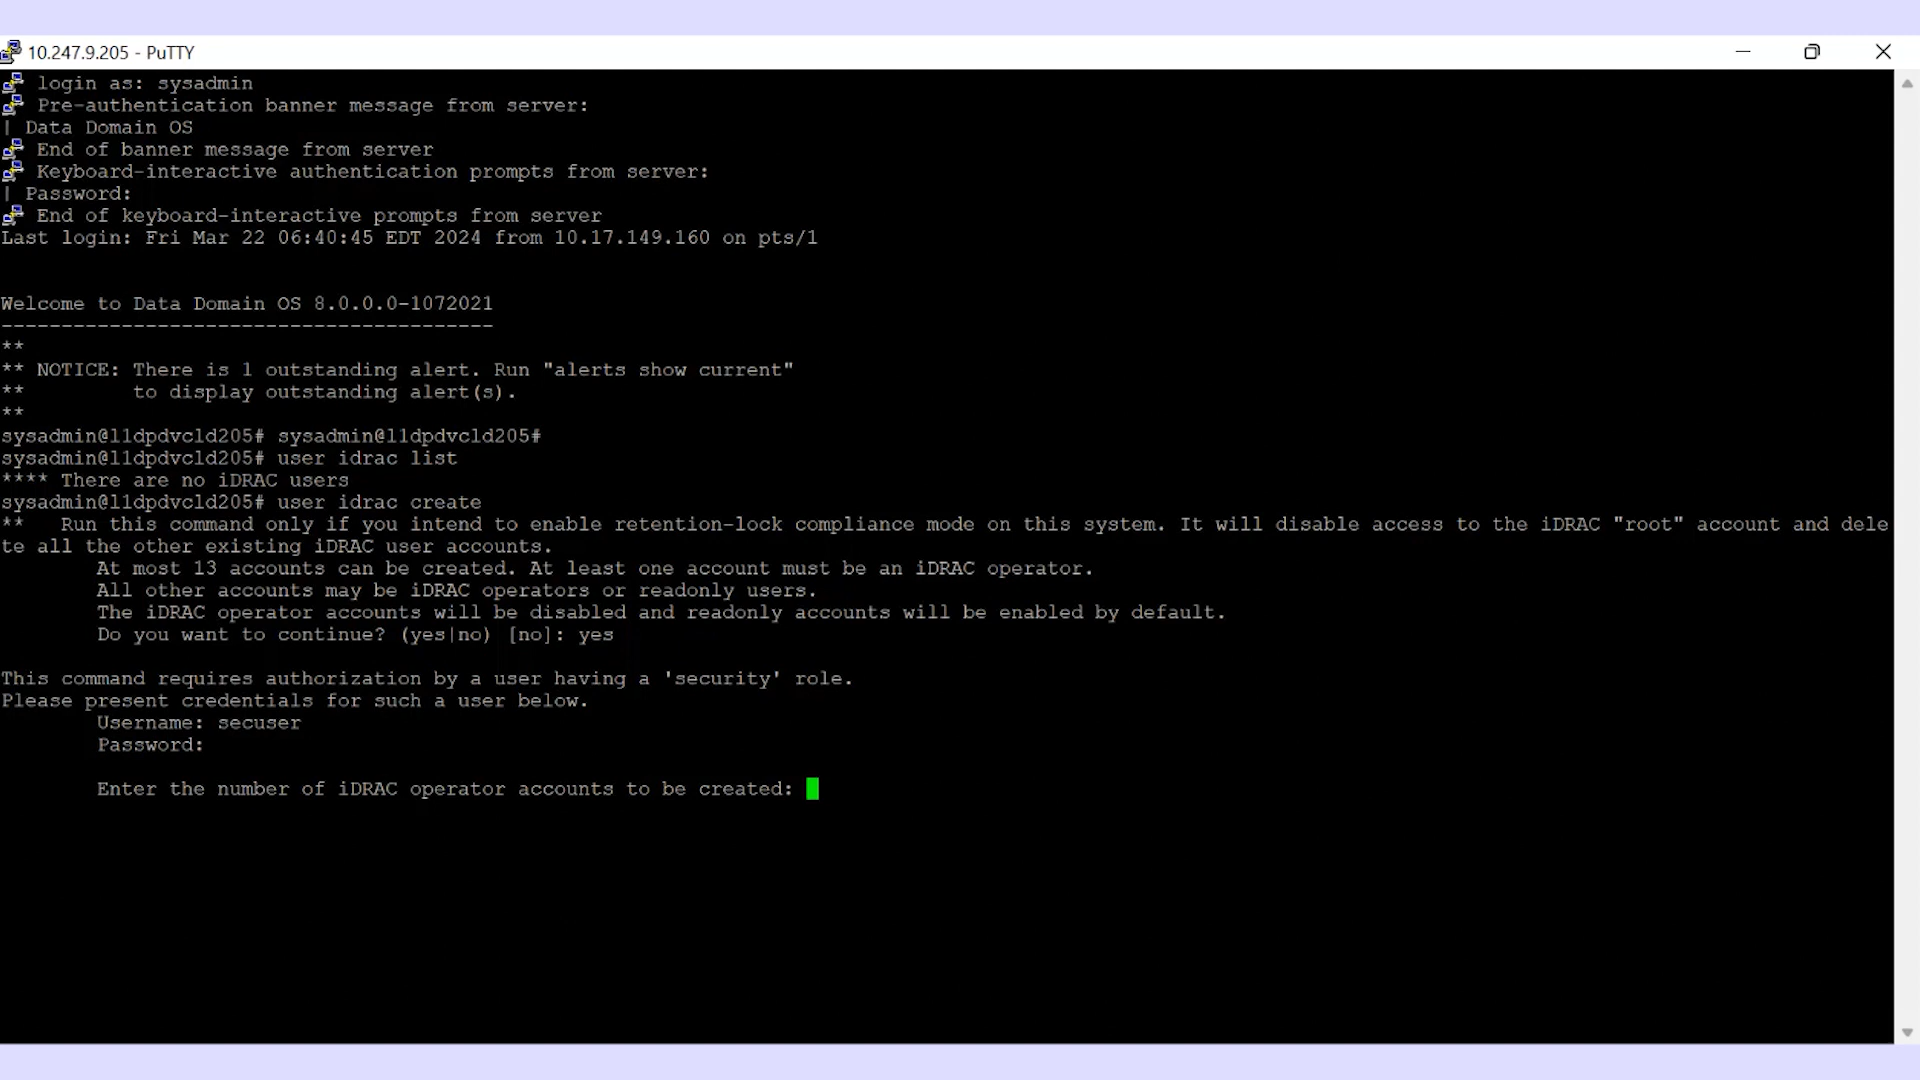 10.247.9.205 - PuTTY
login as: sysadmin
Pre-authentication banner message from server:
| Data Domain OS
End of banner message from server
Keyboard-interactive authentication prompts from server:
| Password:
End of keyboard-interactive prompts from server
Last login: Fri Mar 22 06:40:45 EDT 2024 from 10.17.149.160 on pts/1
Welcome to Data Domain OS 8.0.0.0-1072021
-----------------------------------------
**
** NOTICE: There is 1 outstanding alert. Run "alerts show current"
**         to display outstanding alert(s).
**
sysadmin@l1dpdvcld205# sysadmin@l1dpdvcld205#
sysadmin@l1dpdvcld205# user idrac list
**** There are no iDRAC users
sysadmin@l1dpdvcld205# user idrac create
**   Run this command only if you intend to enable retention-lock compliance mode on this system. It will disable access to the iDRAC "root" account and dele
te all the other existing iDRAC user accounts.
At most 13 accounts can be created. At least one account must be an iDRAC operator.
All other accounts may be iDRAC operators or readonly users.
The iDRAC operator accounts will be disabled and readonly accounts will be enabled by default.
Do you want to continue? (yes|no) [no]: yes
This command requires authorization by a user having a 'security' role.
Please present credentials for such a user below.
Username: secuser
Password:
Enter the number of iDRAC operator accounts to be created: